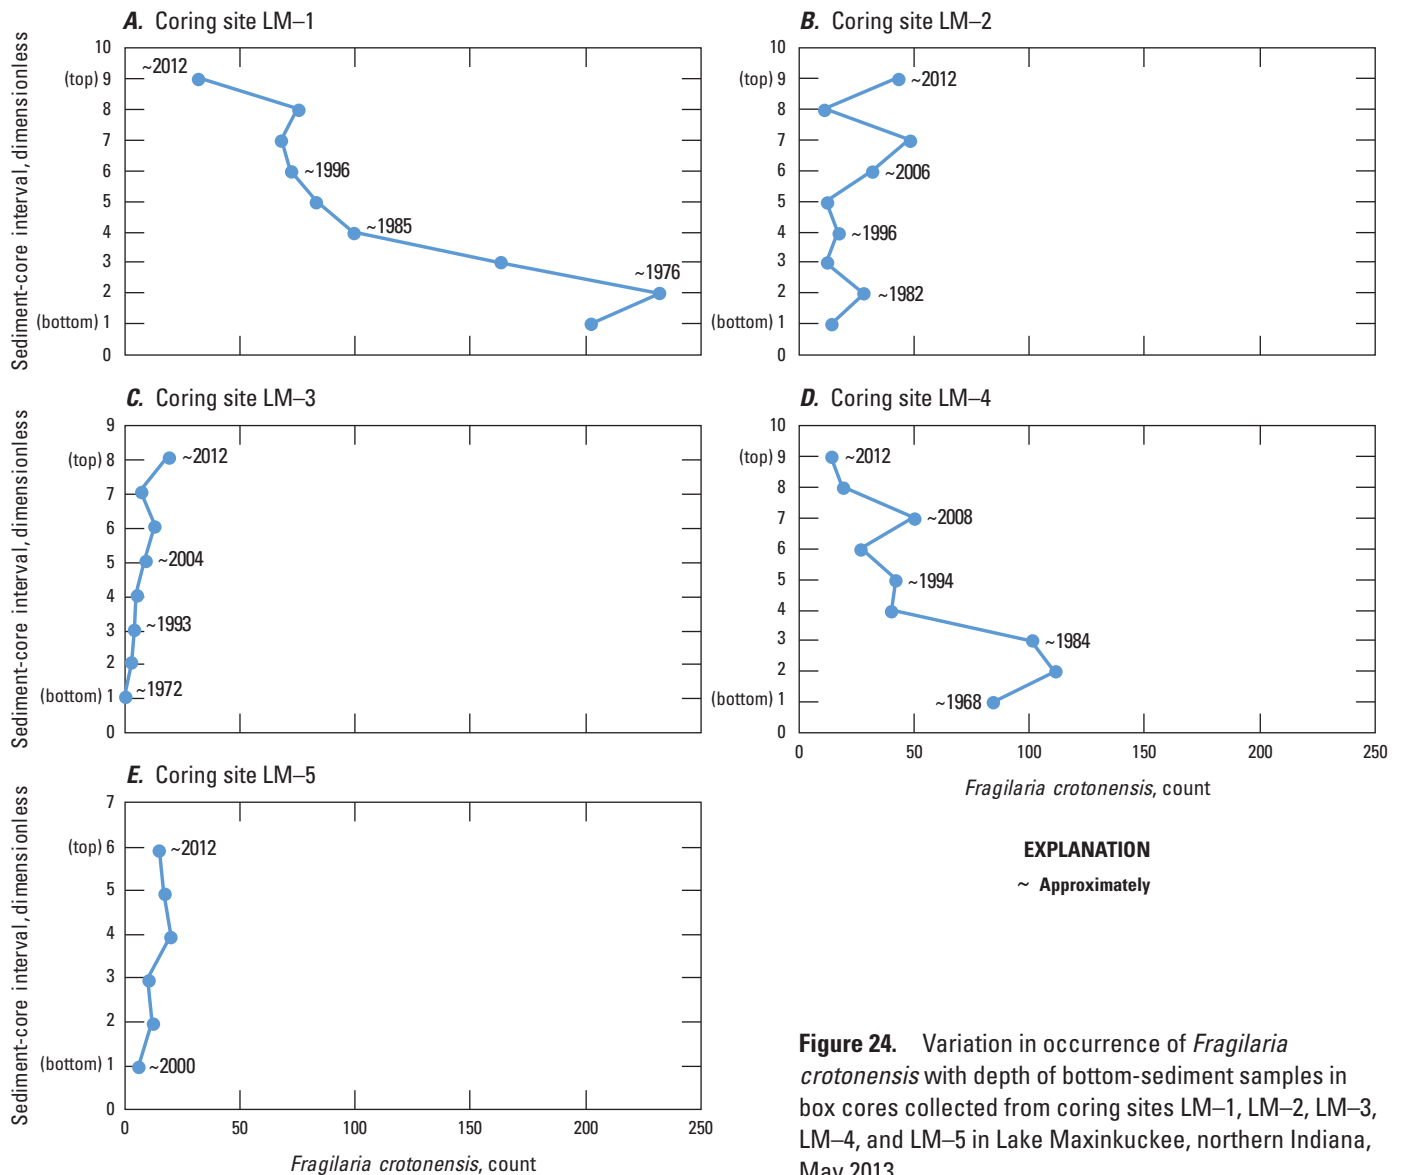 A. Coring site LM–1
Sediment-core interval, dimensionless
10
(top) 9
8
7
6
5
4
3
2
(bottom) 1
0
~2012
~1996
~1985
~1976
B. Coring site LM–2
10
(top) 9
8
7
6
5
4
3
2
(bottom) 1
0
~2012
~2006
~1996
~1982
C. Coring site LM–3
Sediment-core interval, dimensionless
9
(top) 8
7
6
5
4
3
2
(bottom) 1
0
~2012
~2004
~1993
~1972
D. Coring site LM–4
10
(top) 9
8
7
6
5
4
3
2
(bottom) 1
0
~2012
~2008
~1994
~1984
~1968
0 50 100 150 200 250
Fragilaria crotonensis, count
E. Coring site LM–5
Sediment-core interval, dimensionless
7
(top) 6
5
4
3
2
(bottom) 1
0
~2012
~2000
0 50 100 150 200 250
Fragilaria crotonensis, count
EXPLANATION
~ Approximately
Figure 24. Variation in occurrence of Fragilaria
crotonensis with depth of bottom-sediment samples in
box cores collected from coring sites LM–1, LM–2, LM–3,
LM–4, and LM–5 in Lake Maxinkuckee, northern Indiana,
May 2013